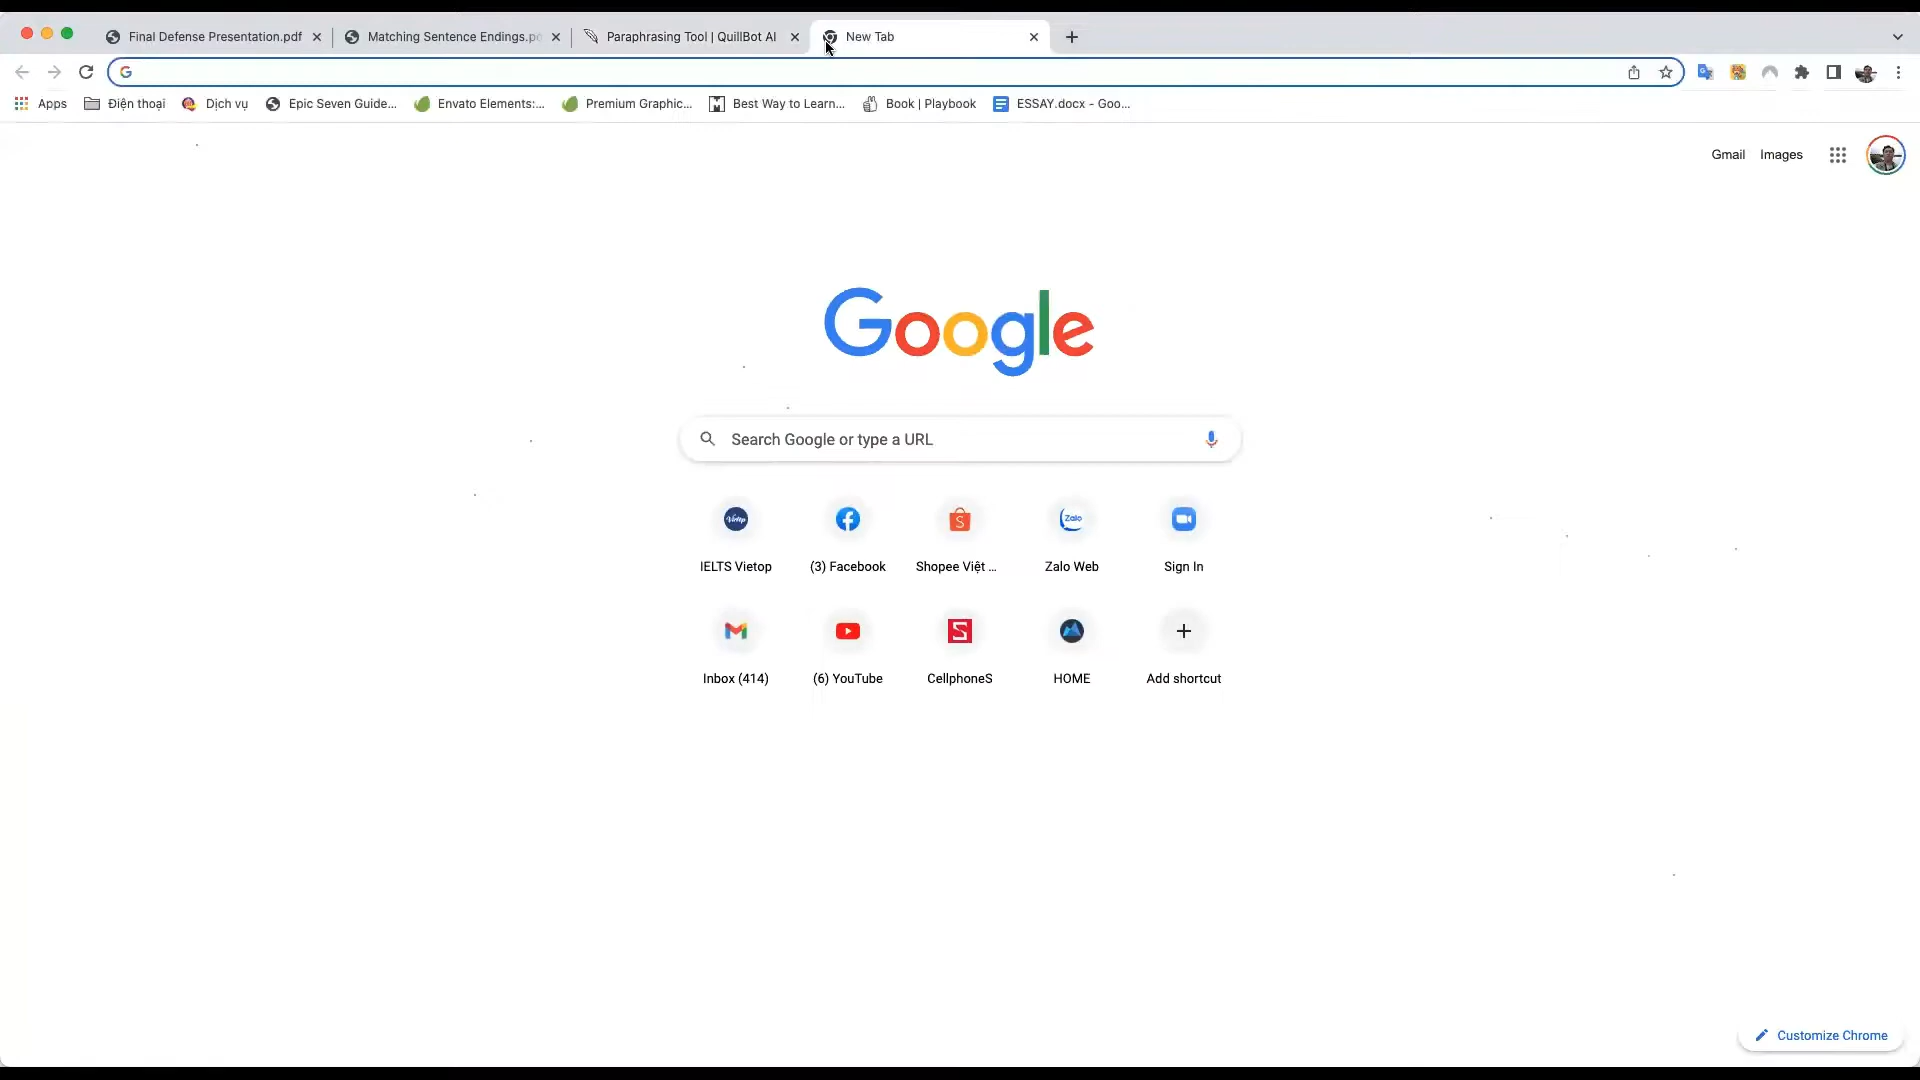 Final Defense Presentation.pdf
Matching Sentence Endings.pd
Paraphrasing Tool | QuillBot AI
New Tab
Apps
Điện thoại
Dịch vụ
Epic Seven Guide...
Envato Elements:...
Premium Graphic...
Best Way to Learn...
Book | Playbook
ESSAY.docx - Goo...
Gmail
Images
Google
Search Google or type a URL
IELTS Vietop
(3) Facebook
Shopee Việt ...
Zalo Web
Sign In
Inbox (414)
(6) YouTube
CellphoneS
HOME
Add shortcut
Customize Chrome